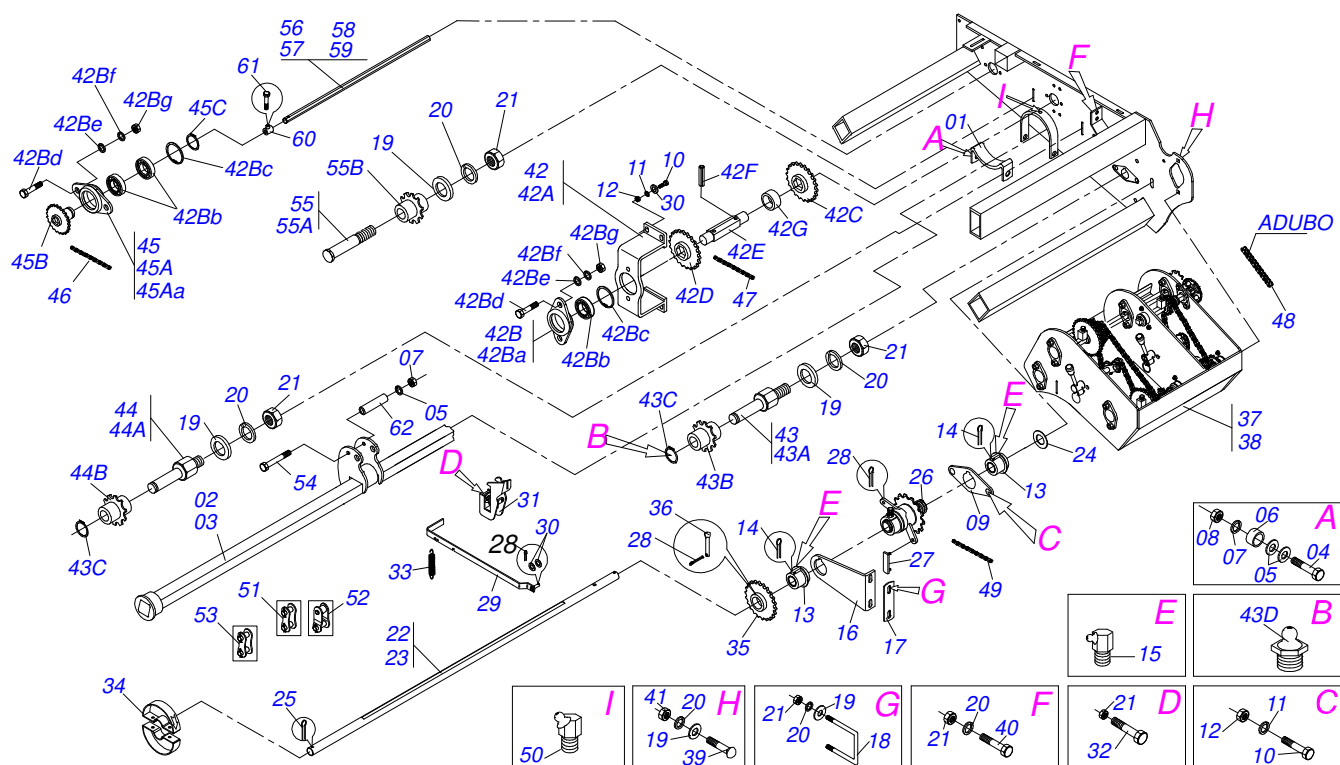 56 58
57 59
61
42Bf
42Bg
45C
42Be
42Bd
60
42Bc
42Bb
45B
46
45
45A
45Aa
20
21
19
55B
55
55A
42
42A
12
11
10
30
42F
42G
42C
42E
42D
47
42Bg
42Bf
42Be
42Bd
42B
42Ba
42Bb
42Bc
F
I
01
A
H
ADUBO
48
37
38
07
05
62
21
20
19
44
44A
44B
43C
54
02
03
D
31
30
28
29
33
51
52
53
22
23
34
25
21
20
19
43
43A
43C
B
43B
E
14
13
24
28
26
09
C
27
49
E
14
36
28
35
13
16
17
G
A
08
07
06
05
04
E
15
B
43D
I
50
H
41
20
19
39
G
21
20
19
18
F
21
20
40
D
21
32
C
12
11
10